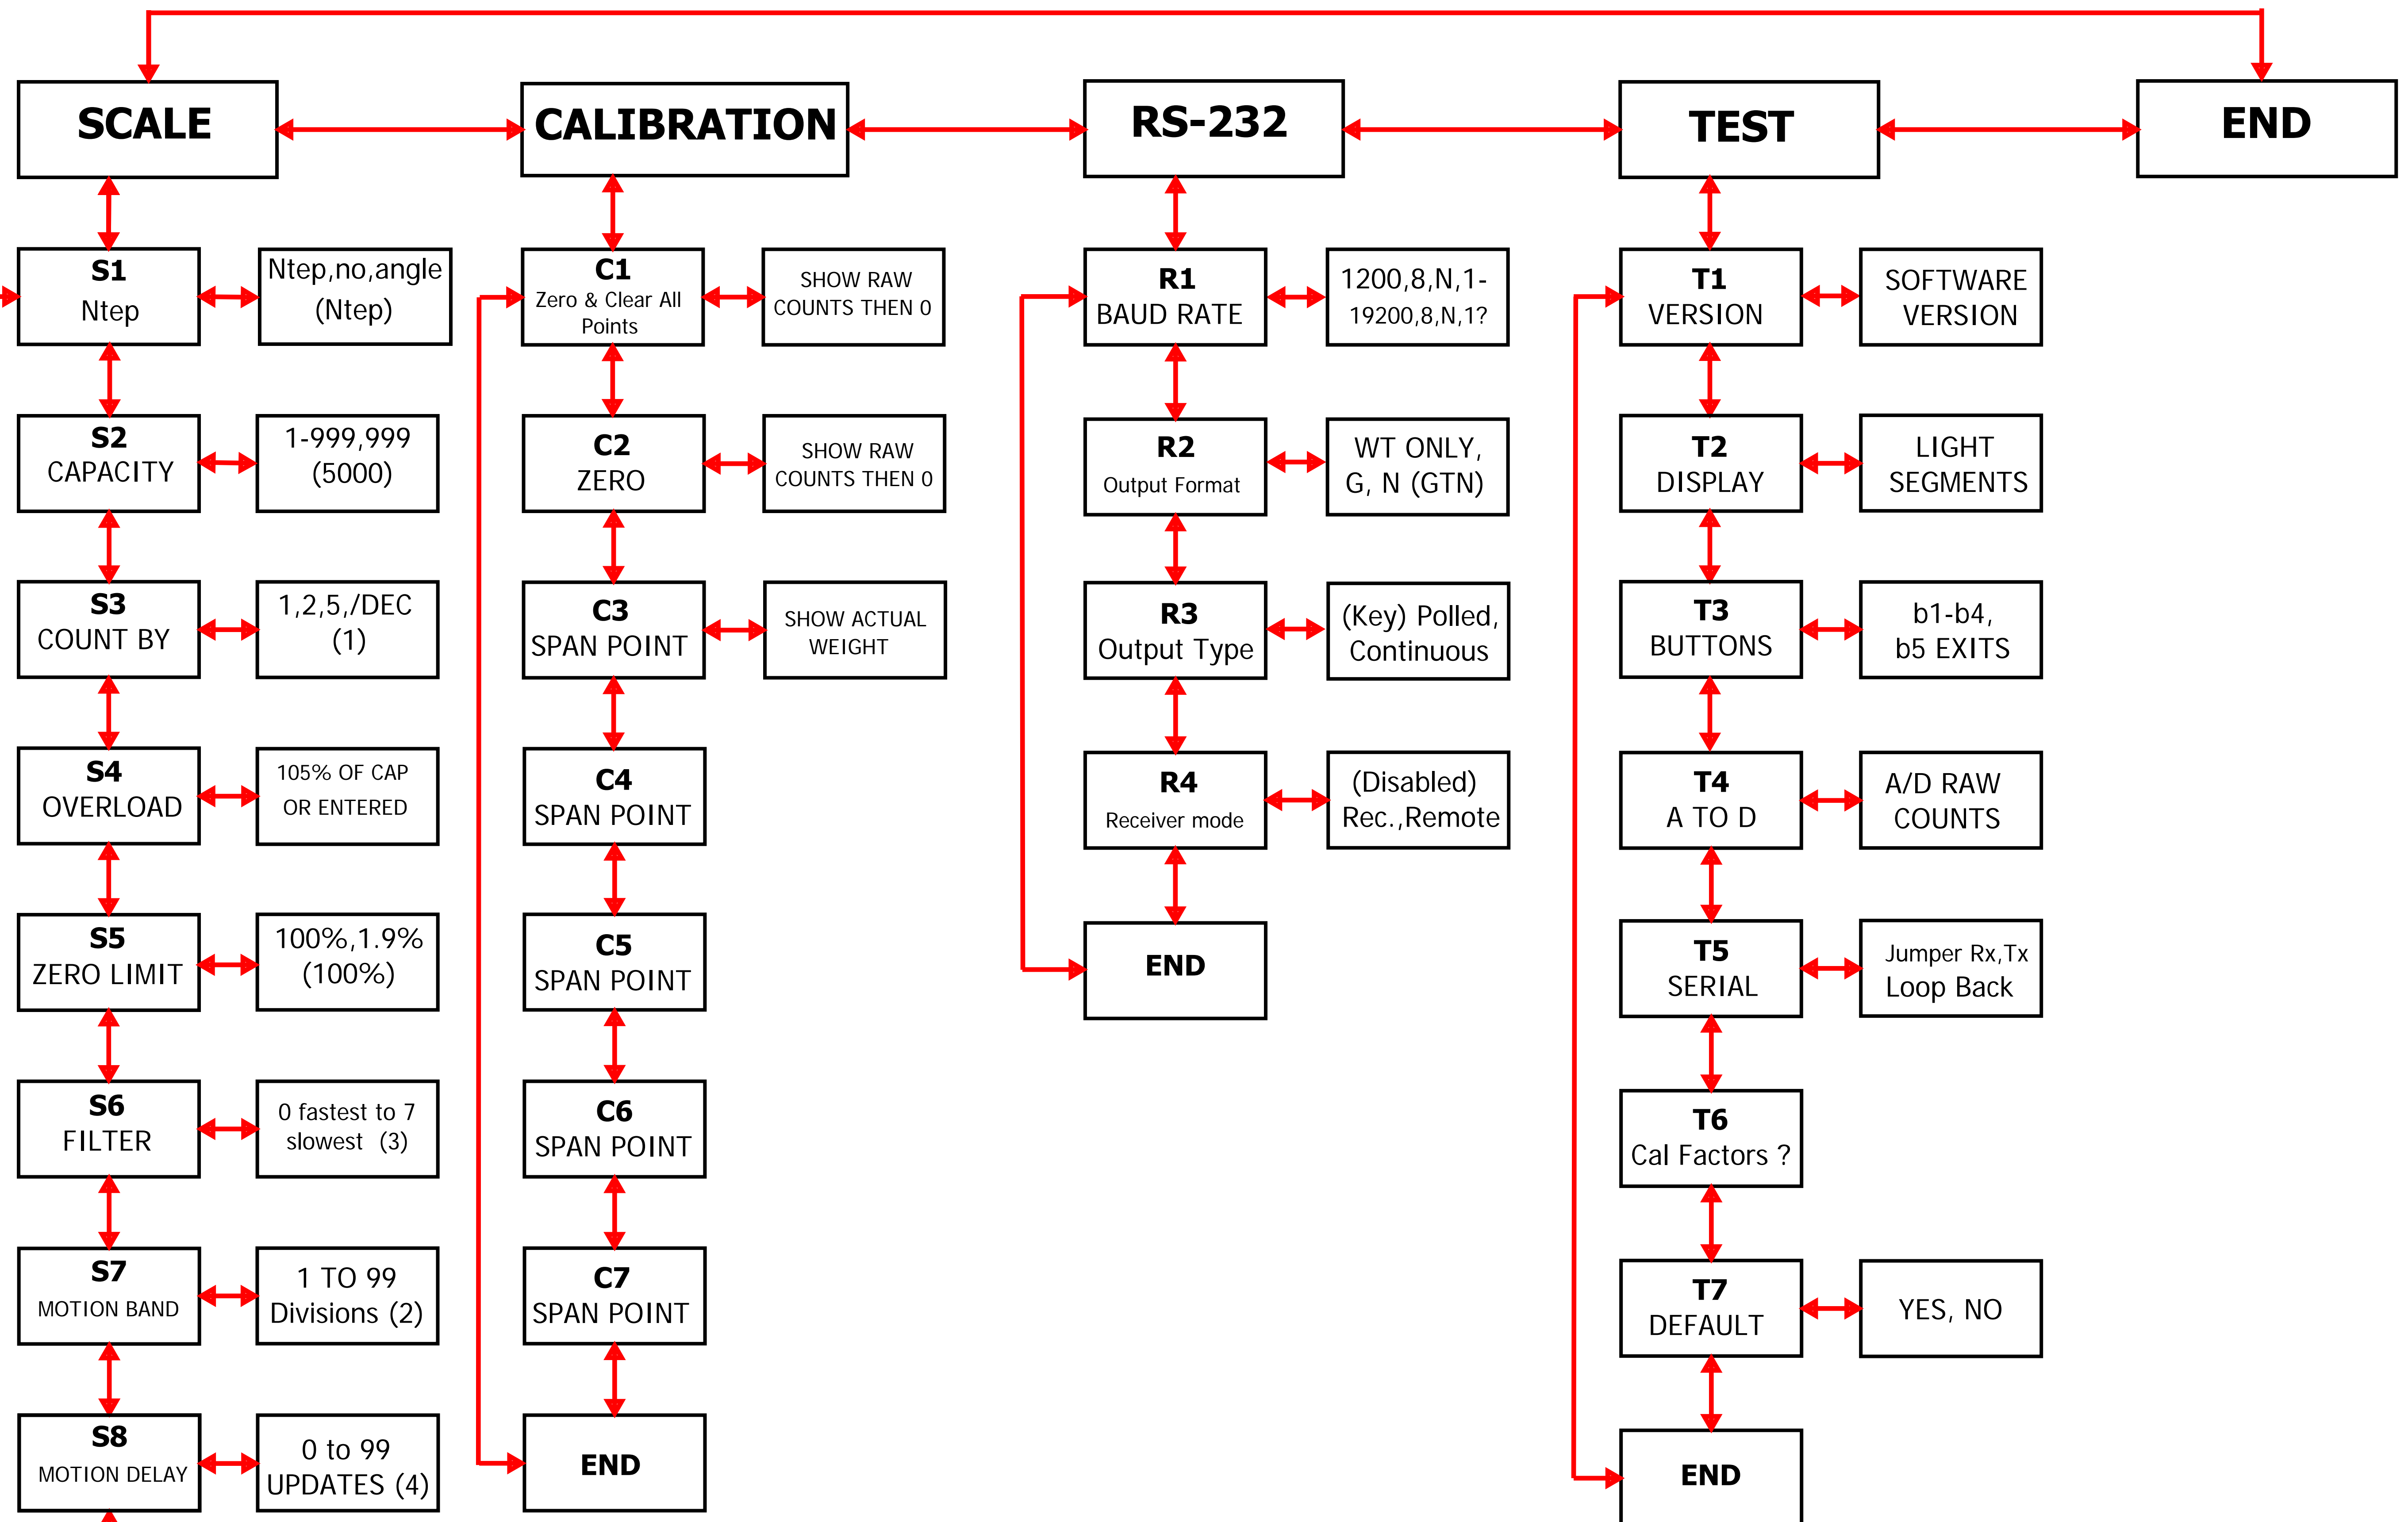 SCALE
CALIBRATION
RS-232
TEST
END
S1
Ntep
Ntep,no,angle
(Ntep)
S2
CAPACITY
1-999,999
(5000)
S3
COUNT BY
1,2,5,/DEC
(1)
S4
OVERLOAD
105% OF CAP
OR ENTERED
S5
ZERO LIMIT
100%,1.9%
(100%)
S6
FILTER
0 fastest to 7
slowest (3)
S7
MOTION BAND
1 TO 99
Divisions (2)
S8
MOTION DELAY
0 to 99
UPDATES (4)
C1
Zero & Clear All
Points
SHOW RAW
COUNTS THEN 0
C2
ZERO
SHOW RAW
COUNTS THEN 0
C3
SPAN POINT
SHOW ACTUAL
WEIGHT
C4
SPAN POINT
C5
SPAN POINT
C6
SPAN POINT
C7
SPAN POINT
END
R1
BAUD RATE
1200,8,N,1-
19200,8,N,1?
R2
Output Format
WT ONLY,
G, N (GTN)
R3
Output Type
(Key) Polled,
Continuous
R4
Receiver mode
(Disabled)
Rec.,Remote
END
T1
VERSION
SOFTWARE
VERSION
T2
DISPLAY
LIGHT
SEGMENTS
T3
BUTTONS
b1-b4,
b5 EXITS
T4
A TO D
A/D RAW
COUNTS
T5
SERIAL
Jumper Rx,Tx
Loop Back
T6
Cal Factors ?
T7
DEFAULT
YES, NO
END